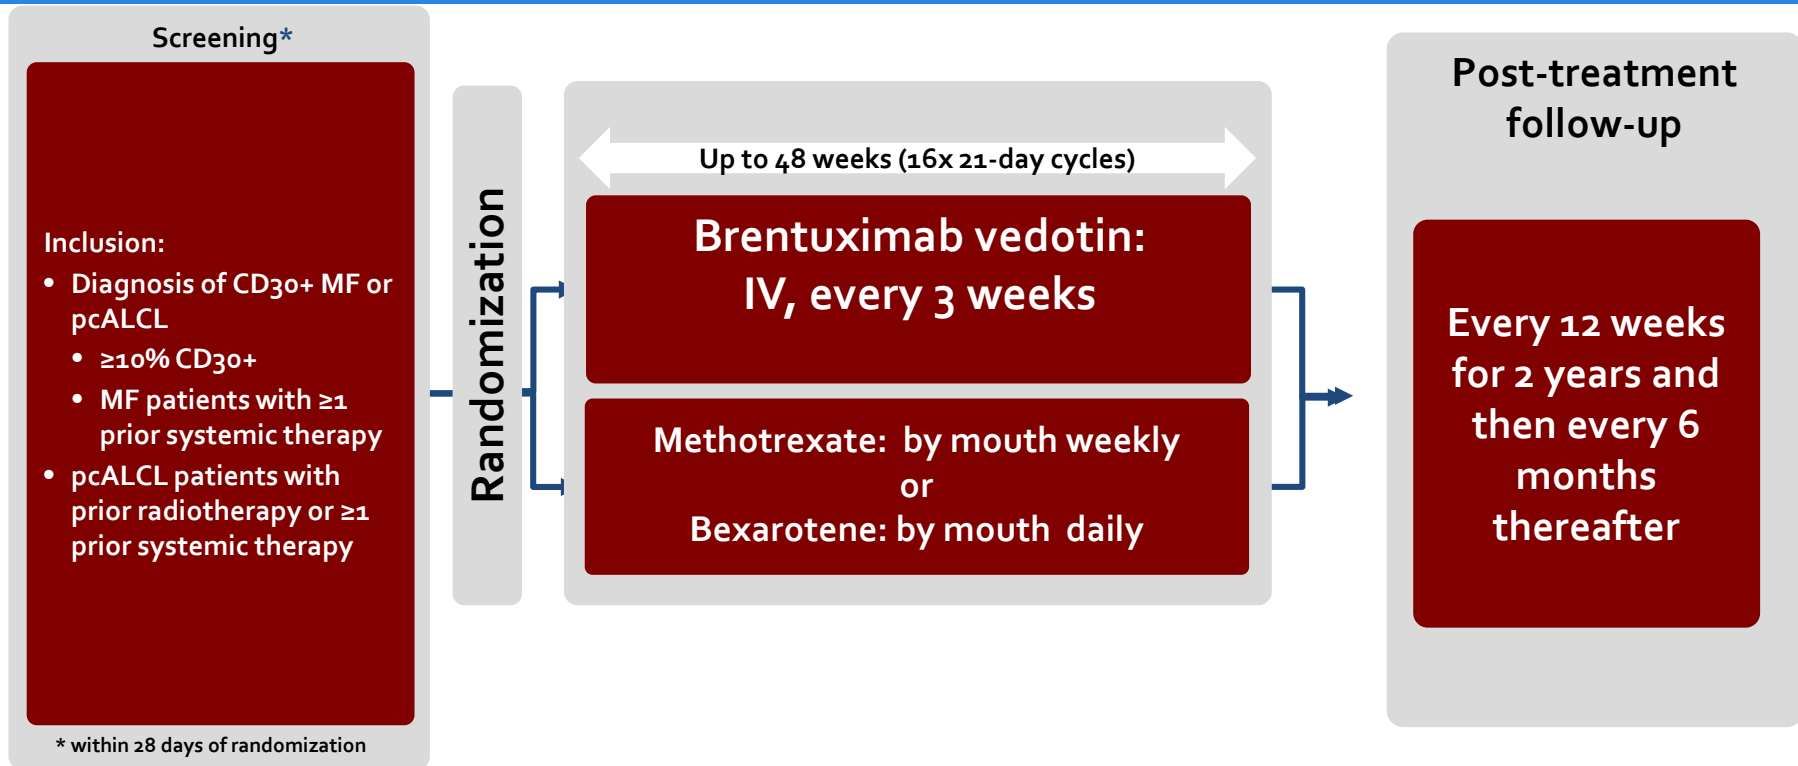 Screening*
Inclusion:
• Diagnosis of CD30+ MF or
pcALCL
• ≥10% CD30+
• MF patients with ≥1
prior systemic therapy
• pcALCL patients with
prior radiotherapy or ≥1
prior systemic therapy
* within 28 days of randomization
Randomization
Up to 48 weeks (16x 21-day cycles)
Brentuximab vedotin:
IV, every 3 weeks
Methotrexate: by mouth weekly
or
Bexarotene: by mouth daily
Post-treatment
follow-up
Every 12 weeks
for 2 years and
then every 6
months
thereafter